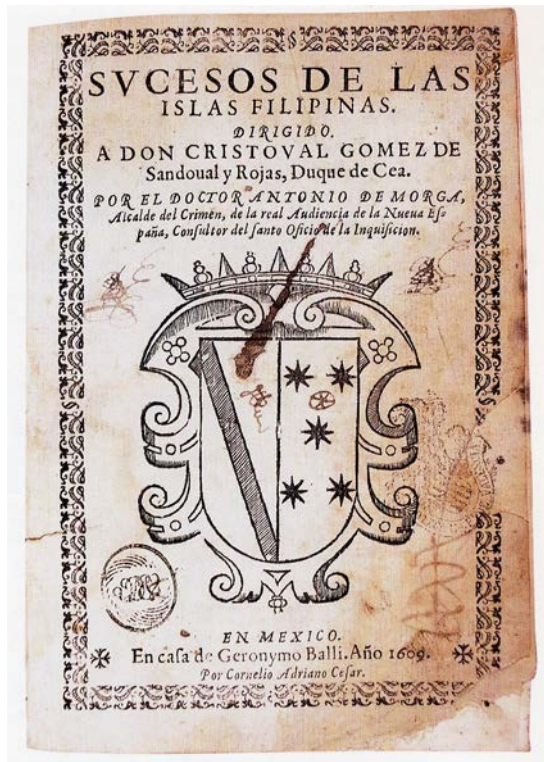 SVCESOS DE LAS
ISLAS FILIPINAS.
DIRIGIDO.
A DON CRISTOVAL GOMEZ DE
Sandoual y Rojas, Duque de Cea.
POR EL DOCTOR ANTONIO DE MORGA,
Alcalde del Crimen, de la real Audiencia de la Nueua Es-
paña, Consultor del santo Oficio de la Inquisicion.
EN MEXICO.
En casa de Geronymo Balli. Año 1609.
Por Cornelio Adriano Cesar.